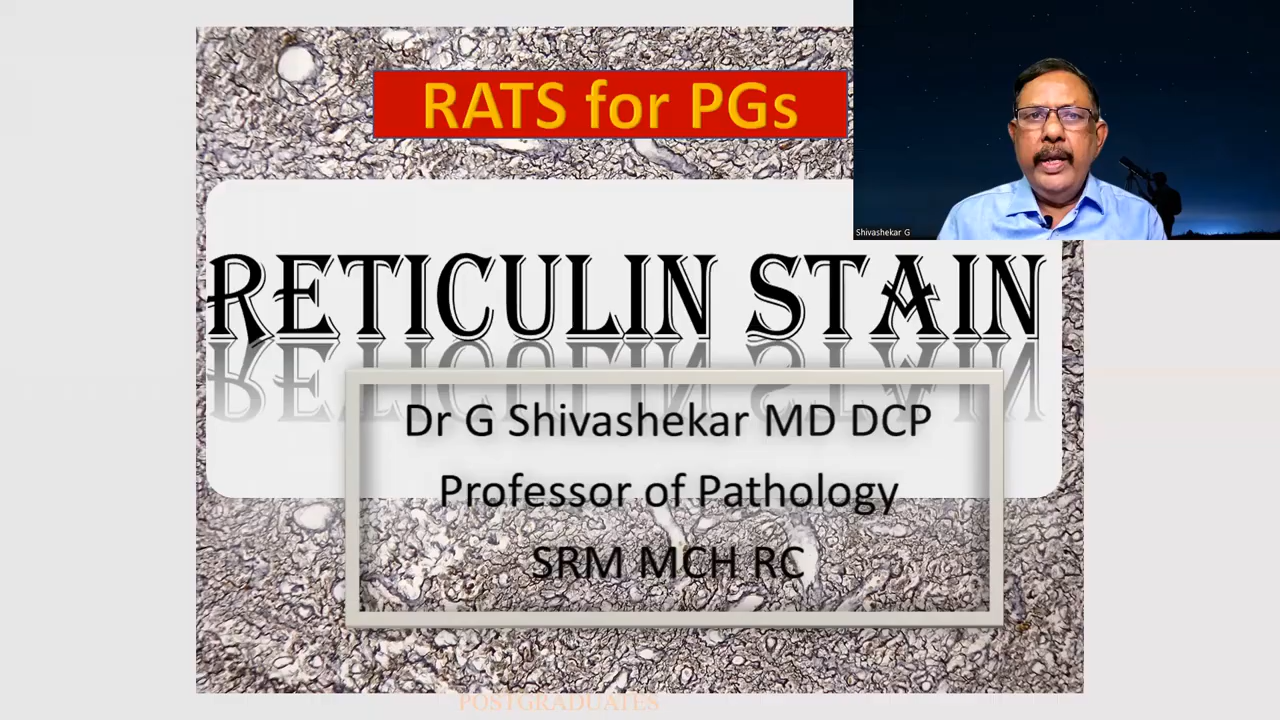 RATS for PGs
RETICULIN STAIN
Dr G Shivashekar MD DCP
Professor of Pathology
SRM MCH RC
Shivashekar G
POSTGRADUATES